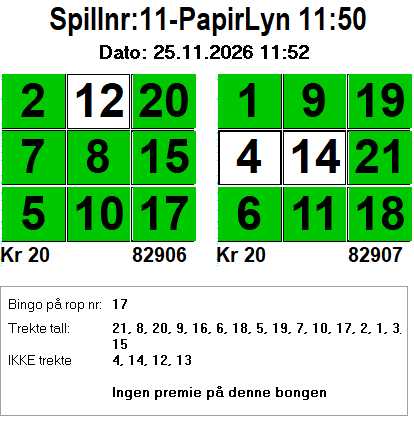 Spillnr:11-PapirLyn 11:50
Dato: 25.11.2026 11:52
2 12 20 1 9 19
7 8 15 4 14 21
5 10 17 6 11 18
Kr 20 82906 Kr 20 82907
Bingo på rop nr: 17
Trekte tall: 21, 8, 20, 9, 16, 6, 18, 5, 19, 7, 10, 17, 2, 1, 3,
15
IKKE trekte 4, 14, 12, 13
Ingen premie på denne bongen